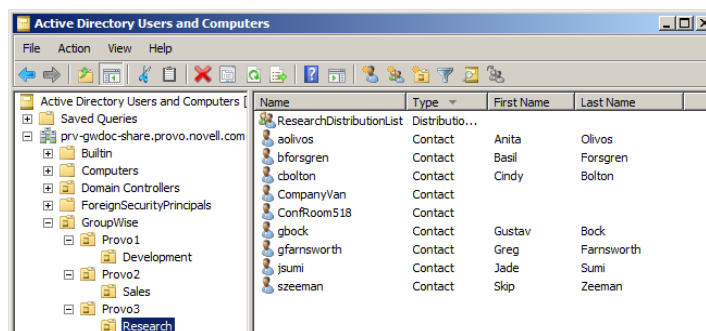 Active Directory Users and Computers
File Action View Help
Active Directory Users and Computers [
Saved Queries
prv-gwdoc-share.provo.novell.com
Builtin
Computers
Domain Controllers
ForeignSecurityPrincipals
GroupWise
Provo1
Development
Provo2
Sales
Provo3
Research
Name Type First Name Last Name
ResearchDistributionList Distributio...
aolivos Contact Anita Olivos
bforsgren Contact Basil Forsgren
cbolton Contact Cindy Bolton
CompanyVan Contact
ConfRoom518 Contact
gbock Contact Gustav Bock
gfarnsworth Contact Greg Farnsworth
jsumi Contact Jade Sumi
szeeman Contact Skip Zeeman